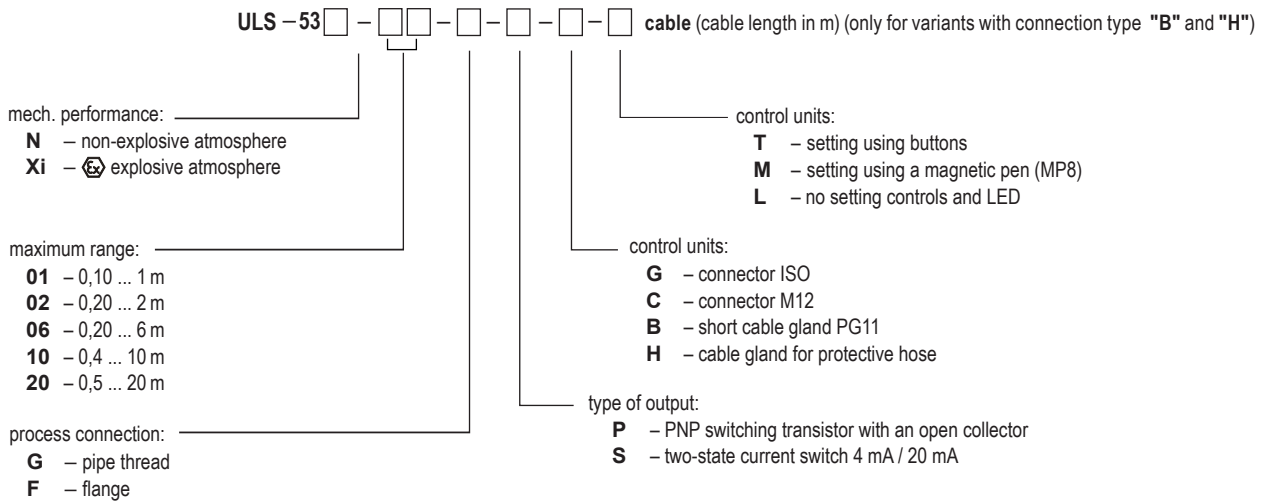 ULS – 53□ – □□ – □ – □ – □ – □ cable (cable length in m) (only for variants with connection type "B" and "H")
mech. performance:
N – non-explosive atmosphere
Xi – Ex explosive atmosphere
maximum range:
01 – 0,10 ... 1 m
02 – 0,20 ... 2 m
06 – 0,20 ... 6 m
10 – 0,4 ... 10 m
20 – 0,5 ... 20 m
process connection:
G – pipe thread
F – flange
control units:
T – setting using buttons
M – setting using a magnetic pen (MP8)
L – no setting controls and LED
control units:
G – connector ISO
C – connector M12
B – short cable gland PG11
H – cable gland for protective hose
type of output:
P – PNP switching transistor with an open collector
S – two-state current switch 4 mA / 20 mA